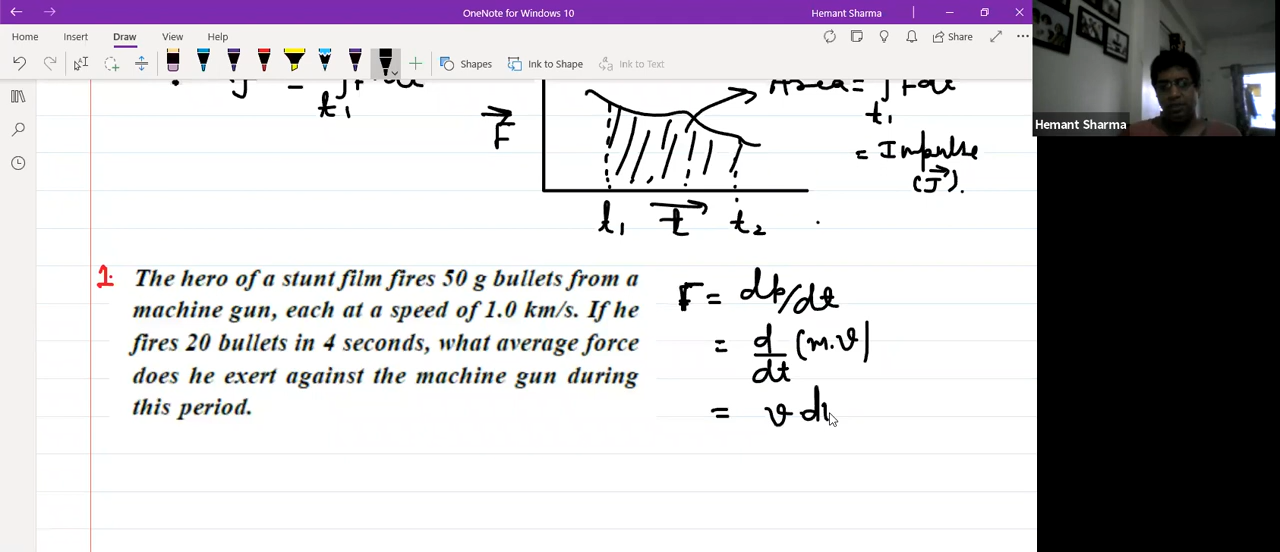 OneNote for Windows 10
Hemant Sharma
Home Insert Draw View Help
Share
Shapes Ink to Shape Ink to Text
t₁
F
Area = ∫ F dt
t₁
= Impulse
(J).
t₁ t t₂
Hemant Sharma
1. The hero of a stunt film fires 50 g bullets from a
machine gun, each at a speed of 1.0 km/s. If he
fires 20 bullets in 4 seconds, what average force
does he exert against the machine gun during
this period.
F = dp/dt
= d/dt (m.v)
= v d